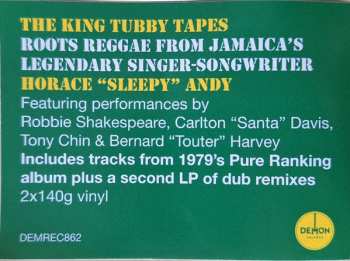 THE KING TUBBY TAPES
ROOTS REGGAE FROM JAMAICA'S
LEGENDARY SINGER-SONGWRITER
HORACE "SLEEPY" ANDY
Featuring performances by
Robbie Shakespeare, Carlton "Santa" Davis,
Tony Chin & Bernard "Touter" Harvey
Includes tracks from 1979's Pure Ranking
album plus a second LP of dub remixes
2x140g vinyl
DEMREC862
DEMON
RECORDS